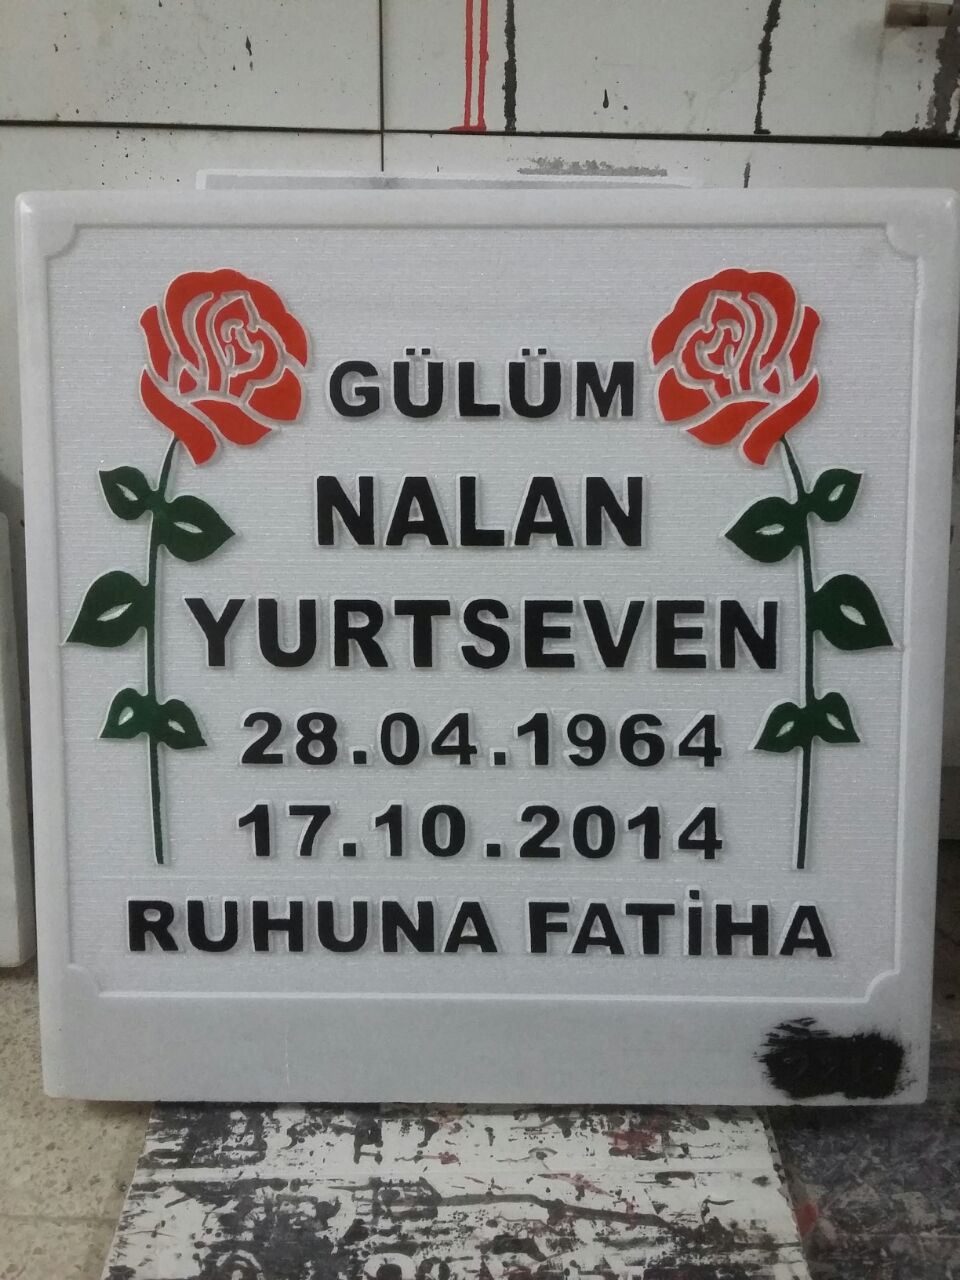 GÜLÜM
NALAN
YURTSEVEN
28.04.1964
17.10.2014
RUHUNA FATİHA